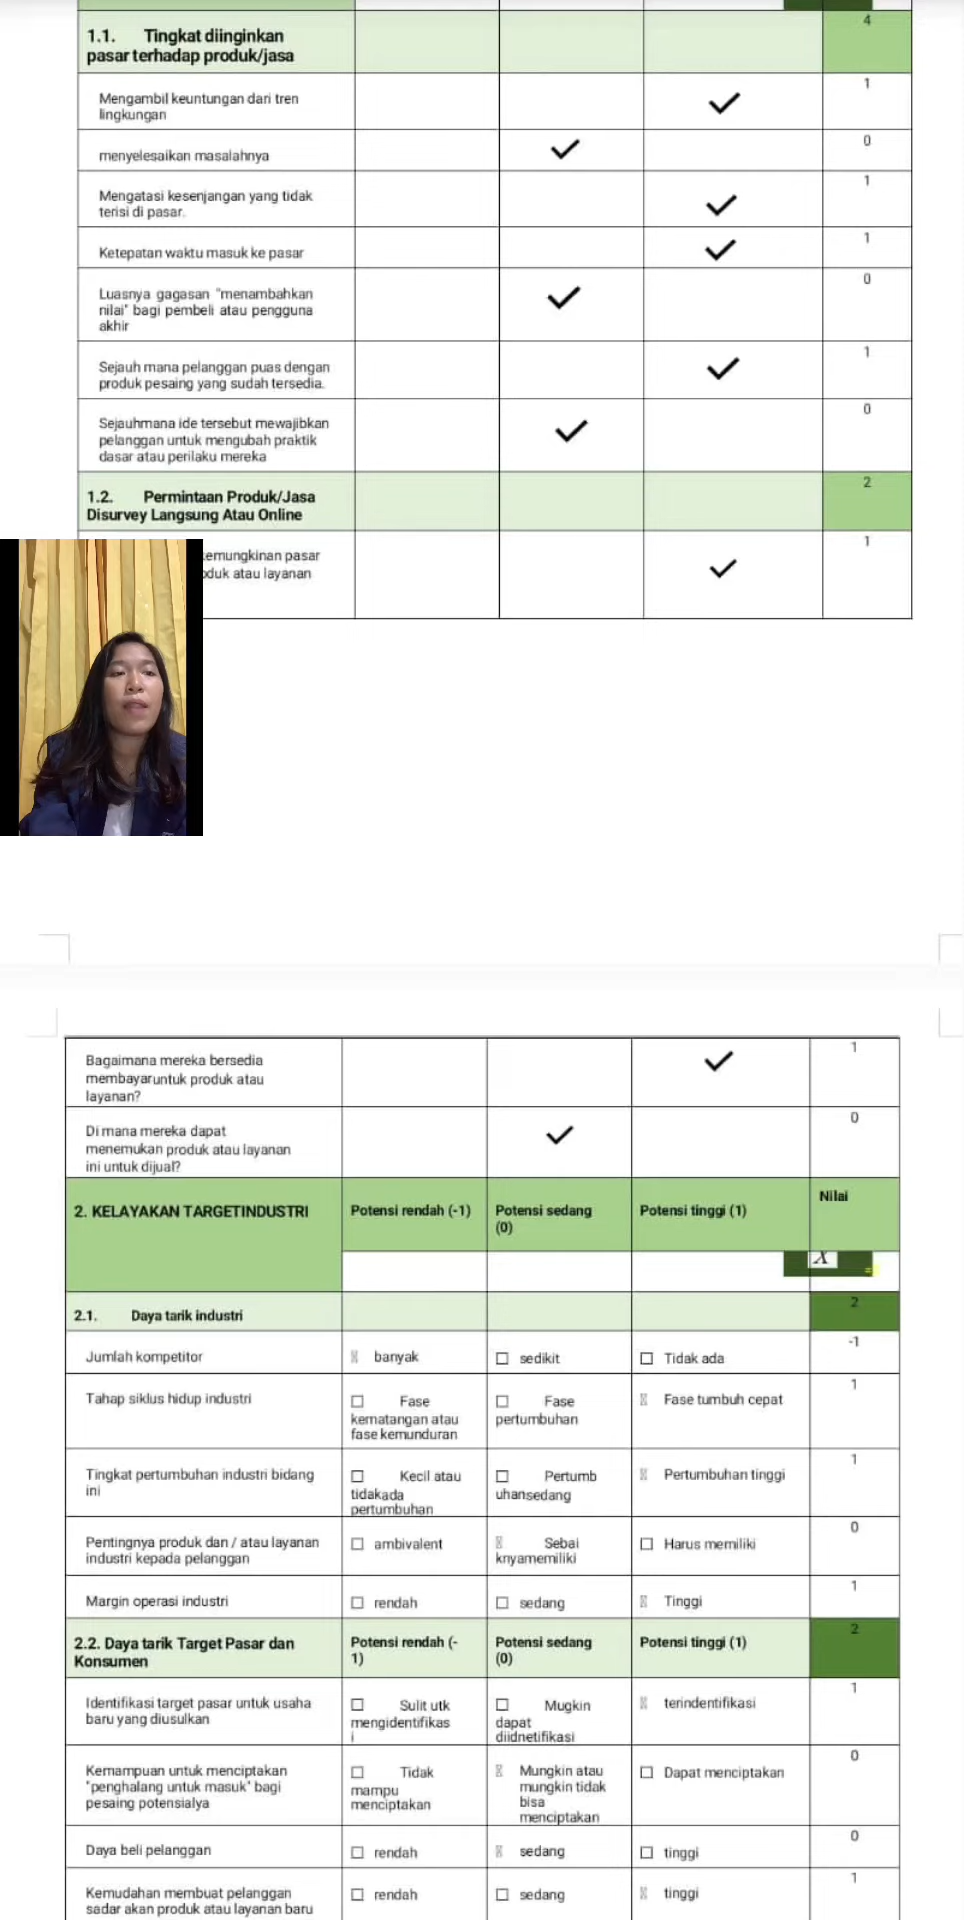 4
1.1. Tingkat diinginkan
pasar terhadap produk/jasa
1
Mengambil keuntungan dari tren
lingkungan
0
menyelesaikan masalahnya
1
Mengatasi kesenjangan yang tidak
terisi di pasar.
1
Ketepatan waktu masuk ke pasar
0
Luasnya gagasan "menambahkan
nilai" bagi pembeli atau pengguna
akhir
1
Sejauh mana pelanggan puas dengan
produk pesaing yang sudah tersedia.
0
Sejauhmana ide tersebut mewajibkan
pelanggan untuk mengubah praktik
dasar atau perilaku mereka
2
1.2. Permintaan Produk/Jasa
Disurvey Langsung Atau Online
1
kemungkinan pasar
oduk atau layanan
1
Bagaimana mereka bersedia
membayaruntuk produk atau
layanan?
0
Di mana mereka dapat
menemukan produk atau layanan
ini untuk dijual?
Nilai
2. KELAYAKAN TARGETINDUSTRI Potensi rendah (-1) Potensi sedang Potensi tinggi (1)
(0)
X =
2
2.1. Daya tarik industri
-1
Jumlah kompetitor banyak sedikit Tidak ada
1
Tahap siklus hidup industri Fase Fase Fase tumbuh cepat
kematangan atau pertumbuhan
fase kemunduran
1
Tingkat pertumbuhan industri bidang Kecil atau Pertumb Pertumbuhan tinggi
ini tidakada uhansedang
pertumbuhan
0
Pentingnya produk dan / atau layanan ambivalent Sebai Harus memiliki
industri kepada pelanggan knyamemiliki
1
Margin operasi industri rendah sedang Tinggi
2
2.2. Daya tarik Target Pasar dan Potensi rendah (- Potensi sedang Potensi tinggi (1)
Konsumen 1) (0)
1
Identifikasi target pasar untuk usaha Sulit utk Mugkin terindentifikasi
baru yang diusulkan mengidentifikas dapat
i diidnetifikasi
0
Kemampuan untuk menciptakan Tidak Mungkin atau Dapat menciptakan
"penghalang untuk masuk" bagi mampu mungkin tidak
pesaing potensialya menciptakan bisa
menciptakan
0
Daya beli pelanggan rendah sedang tinggi
1
Kemudahan membuat pelanggan rendah sedang tinggi
sadar akan produk atau layanan baru